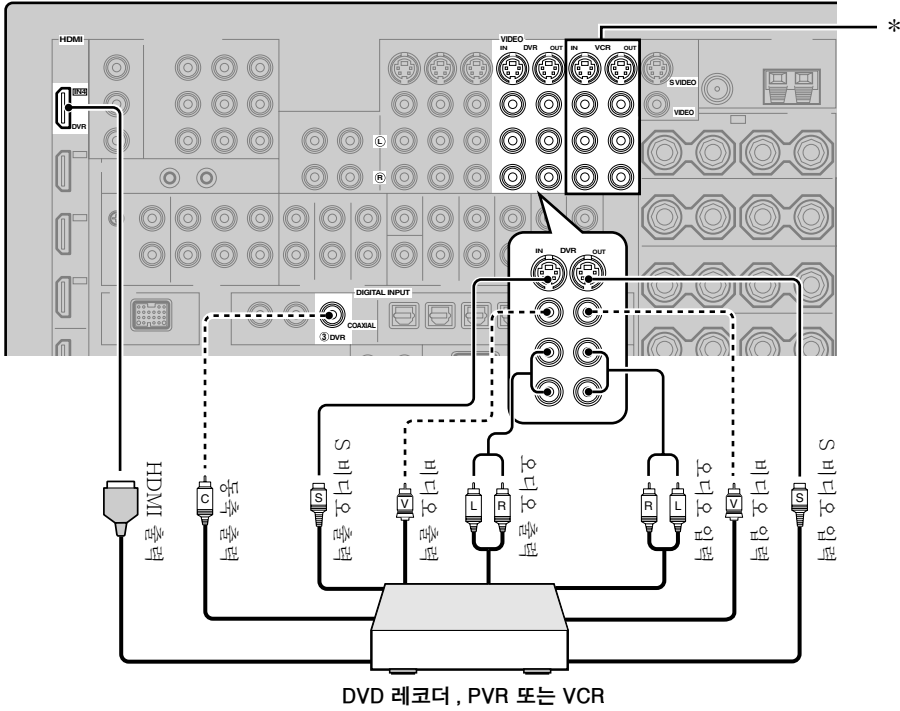 *
HDMI
VIDEO
IN DVR OUT
IN VCR OUT
S VIDEO
VIDEO
IN4
DVR
L
R
IN DVR OUT
DIGITAL INPUT
COAXIAL
③DVR
HDMI 출력
C
동축 출력
S
S 비디오 출력
V
비디오 출력
L
R
오디오 출력
R
L
오디오 입력
V
비디오 입력
S
S 비디오 입력
DVD 레코더 , PVR 또는 VCR